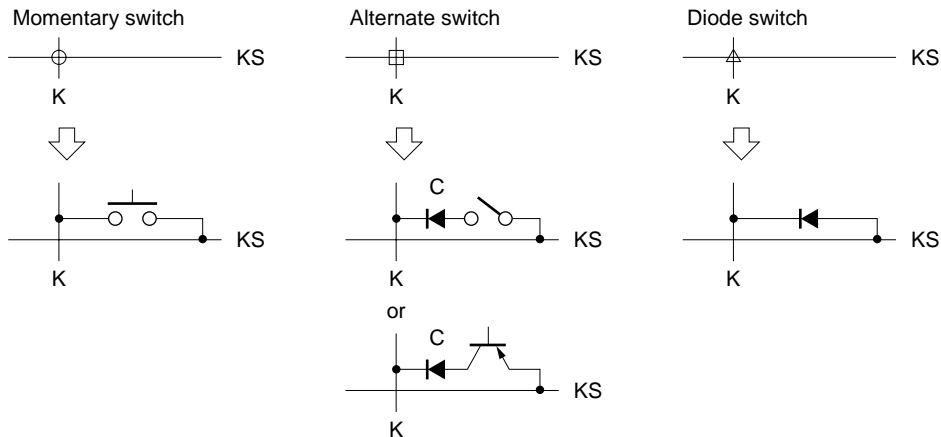 Momentary switch
Alternate switch
Diode switch
KS
KS
KS
K
K
K
C
KS
KS
KS
K
K
K
or
C
KS
K